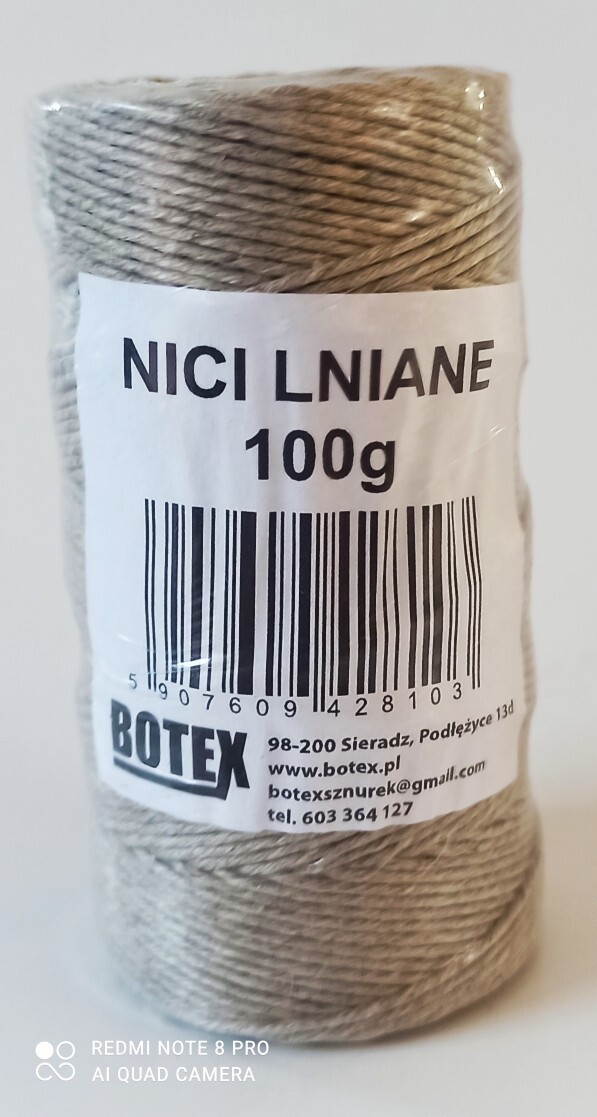 NICI LNIANE
100g
5 907609 428103
BOTEX
98-200 Sieradz, Podłężyce 13d
www.botex.pl
botexsznurek@gmail.com
tel. 603 364 127
REDMI NOTE 8 PRO
AI QUAD CAMERA